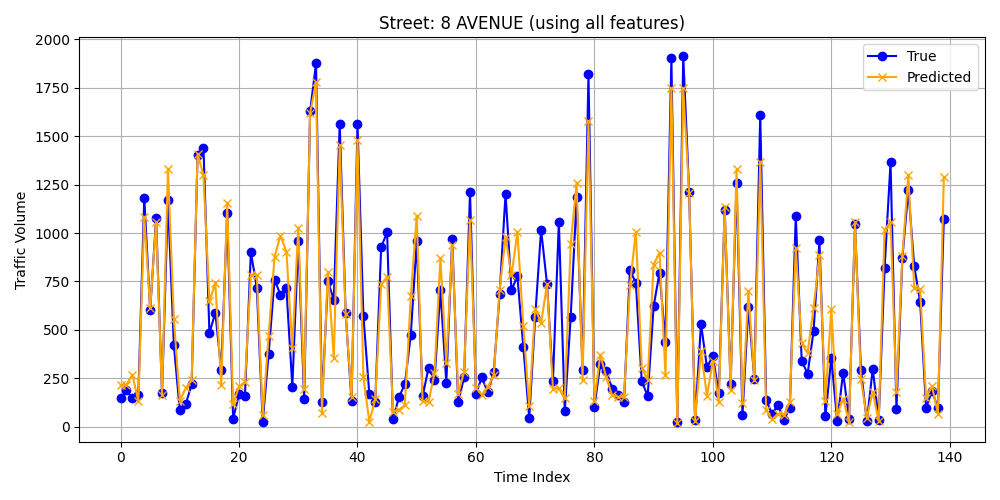 Street: 8 AVENUE (using all features)
True
Predicted
Traffic Volume
2000
1750
1500
1250
1000
750
500
250
0
0 20 40 60 80 100 120 140
Time Index